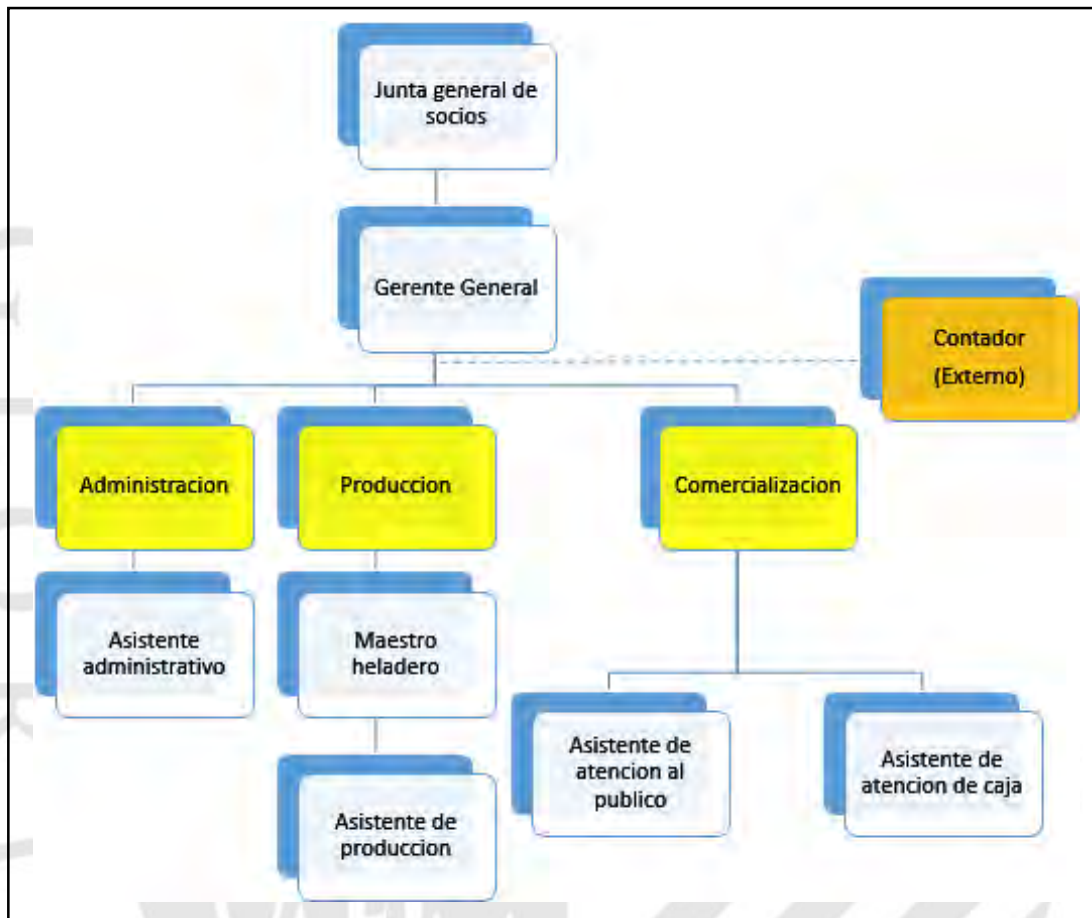 Junta general de
socios
Gerente General
Contador
(Externo)
Administracion
Produccion
Comercializacion
Asistente
administrativo
Maestro
heladero
Asistente de
atencion al
publico
Asistente de
atencion de caja
Asistente de
produccion